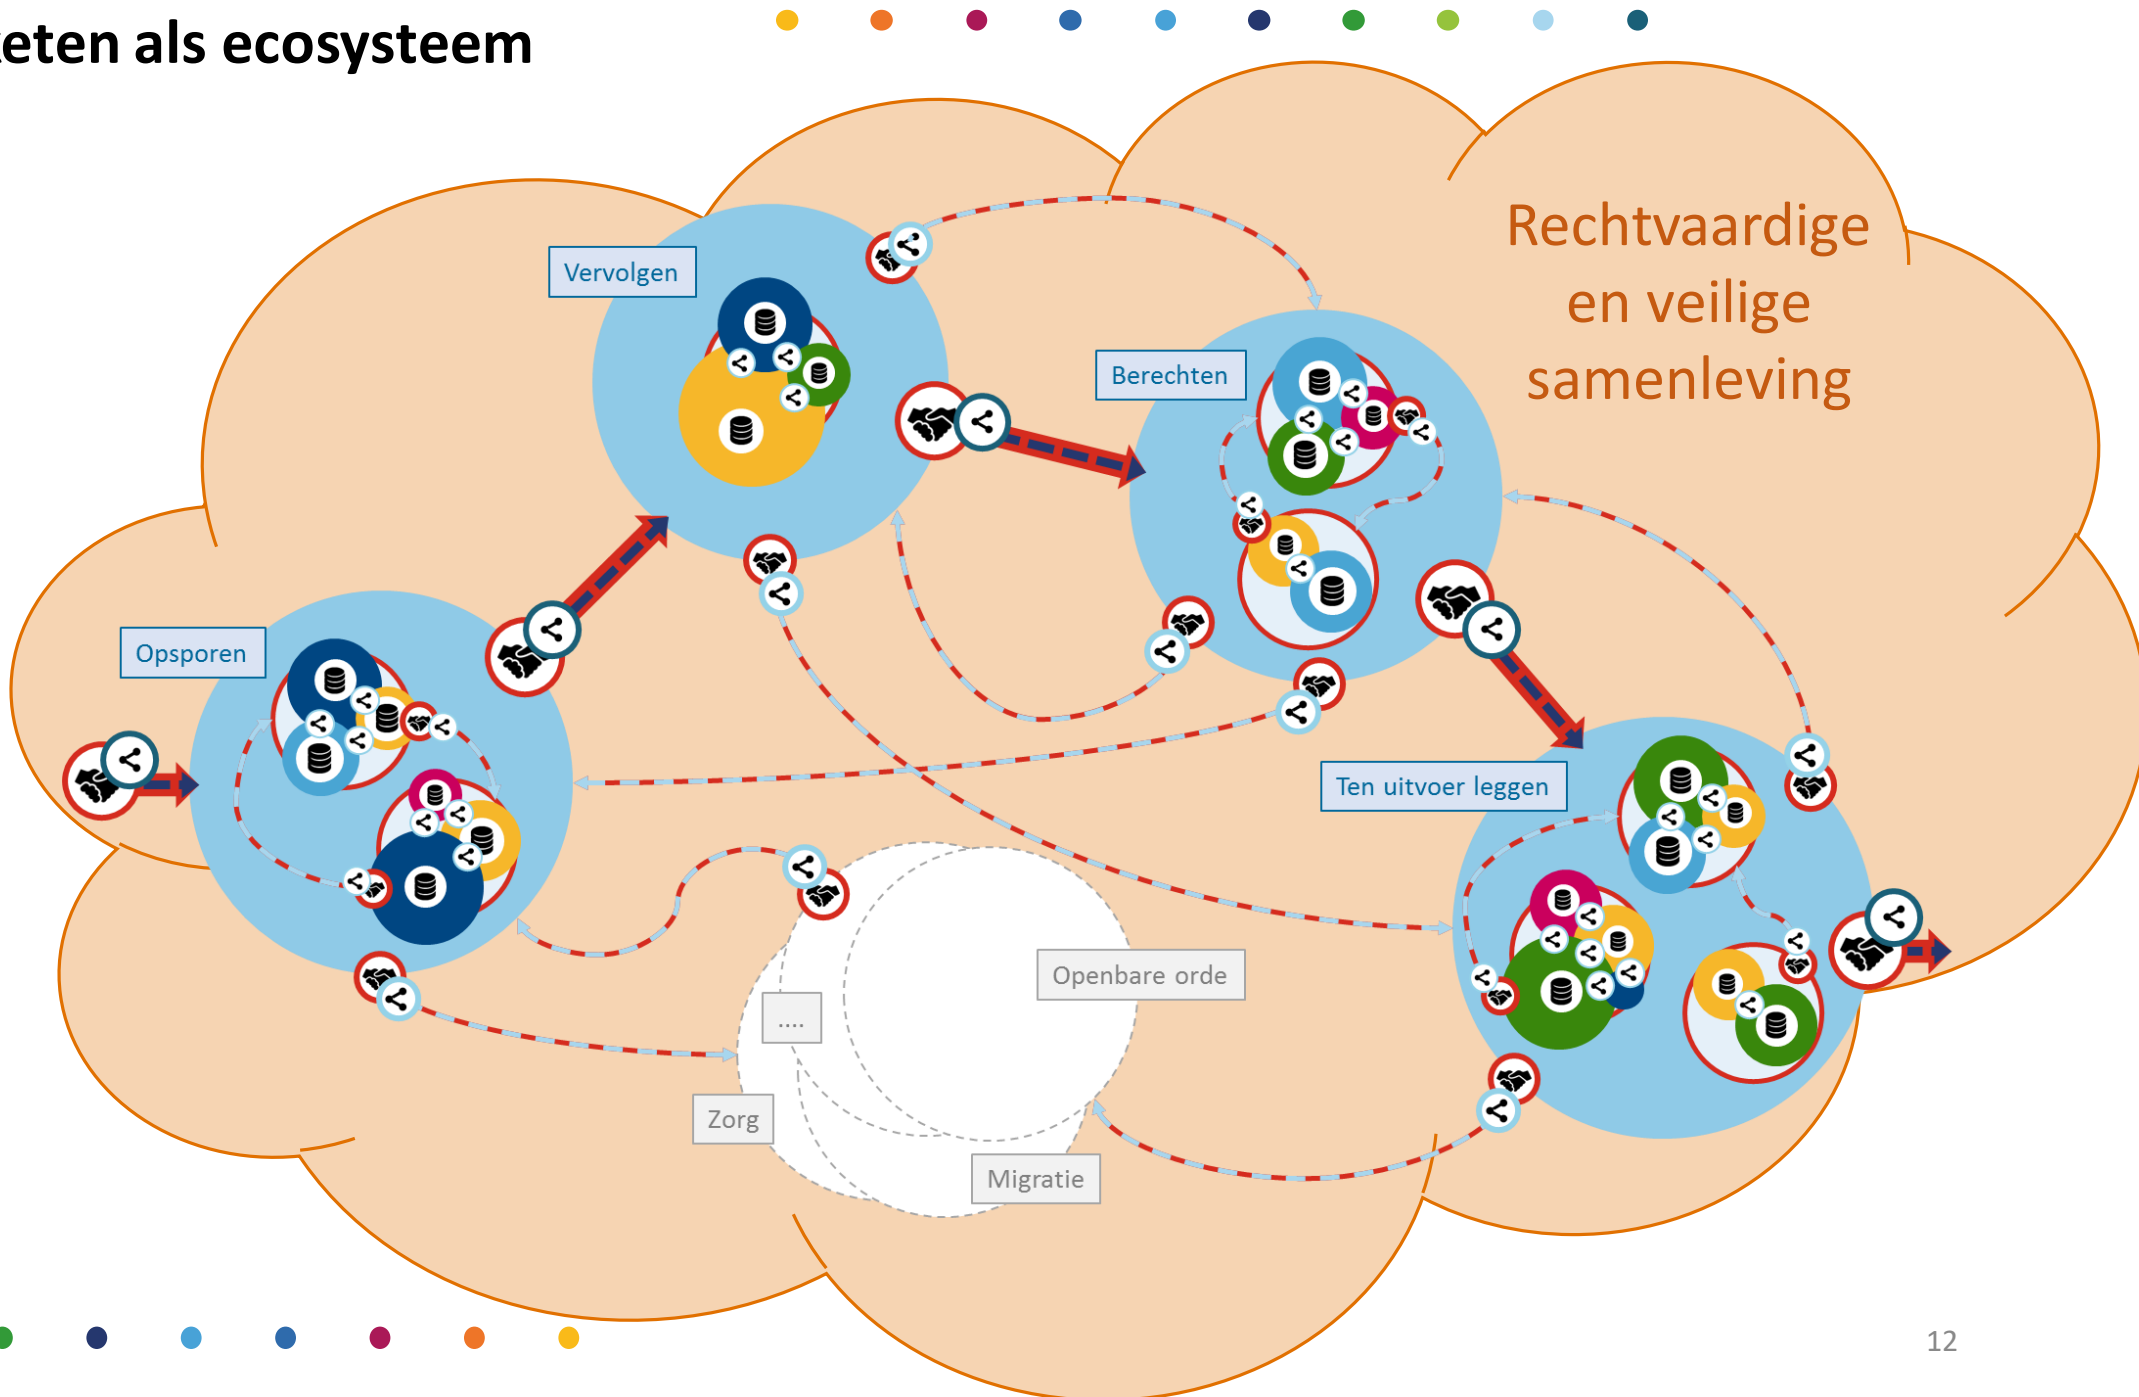 eten als ecosysteem
Rechtvaardige
en veilige
samenleving
Vervolgen
Berechten
Opsporen
Ten uitvoer leggen
Openbare orde
....
Zorg
Migratie
12